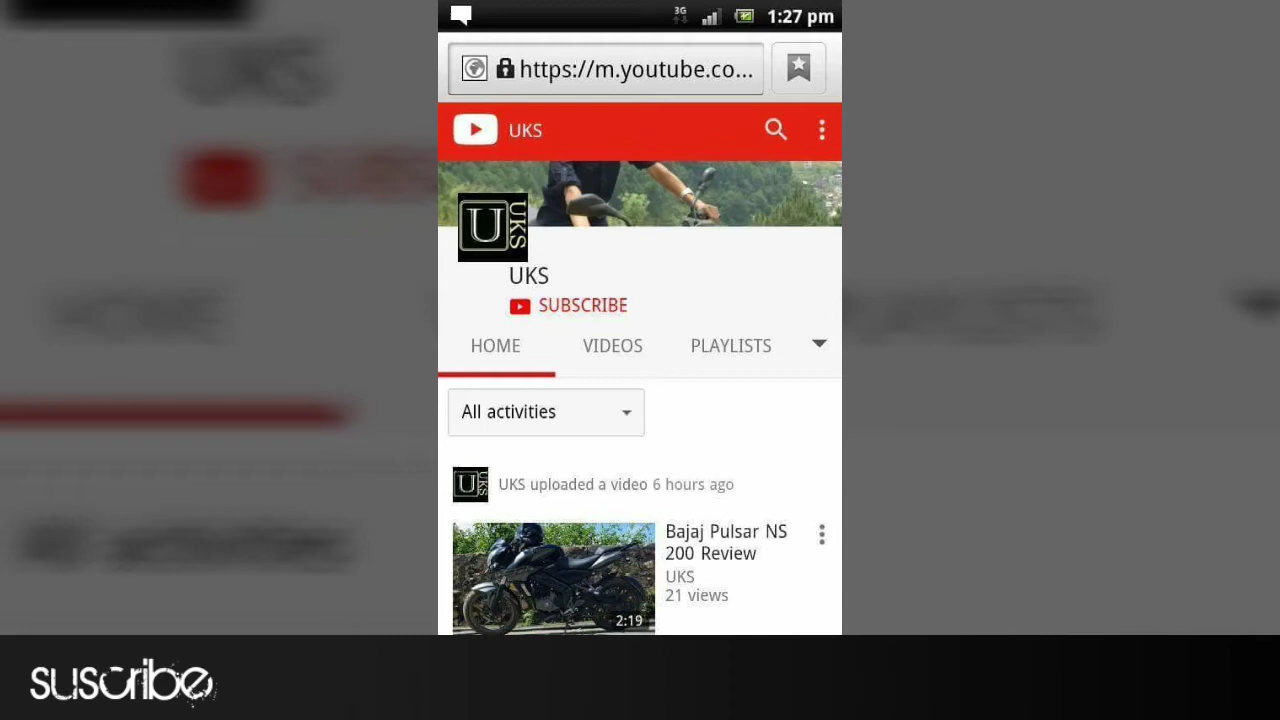 3G 1:27 pm
https://m.youtube.co...
UKS
U UKS
UKS
SUBSCRIBE
HOME VIDEOS PLAYLISTS
All activities
U UKS
UKS uploaded a video 6 hours ago
Bajaj Pulsar NS
200 Review
UKS
21 views
2:19
suscribe